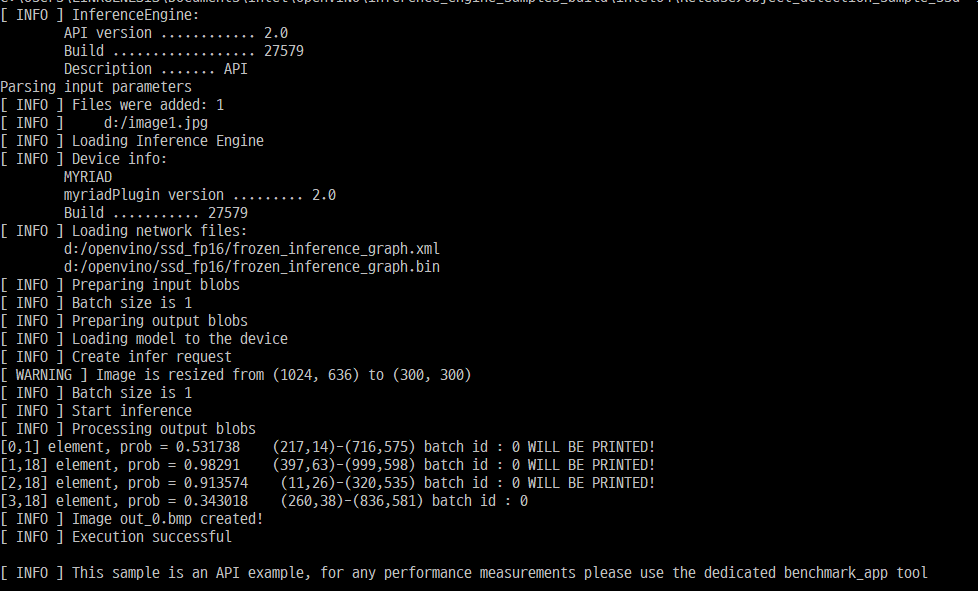 [ INFO ] InferenceEngine:
API version ............ 2.0
Build .................. 27579
Description ....... API
Parsing input parameters
[ INFO ] Files were added: 1
[ INFO ] d:/image1.jpg
[ INFO ] Loading Inference Engine
[ INFO ] Device info:
MYRIAD
myriadPlugin version ......... 2.0
Build ........... 27579
[ INFO ] Loading network files:
d:/openvino/ssd_fp16/frozen_inference_graph.xml
d:/openvino/ssd_fp16/frozen_inference_graph.bin
[ INFO ] Preparing input blobs
[ INFO ] Batch size is 1
[ INFO ] Preparing output blobs
[ INFO ] Loading model to the device
[ INFO ] Create infer request
[ WARNING ] Image is resized from (1024, 636) to (300, 300)
[ INFO ] Batch size is 1
[ INFO ] Start inference
[ INFO ] Processing output blobs
[0,1] element, prob = 0.531738    (217,14)-(716,575) batch id : 0 WILL BE PRINTED!
[1,18] element, prob = 0.98291    (397,63)-(999,598) batch id : 0 WILL BE PRINTED!
[2,18] element, prob = 0.913574    (11,26)-(320,535) batch id : 0 WILL BE PRINTED!
[3,18] element, prob = 0.343018    (260,38)-(836,581) batch id : 0
[ INFO ] Image out_0.bmp created!
[ INFO ] Execution successful
[ INFO ] This sample is an API example, for any performance measurements please use the dedicated benchmark_app tool